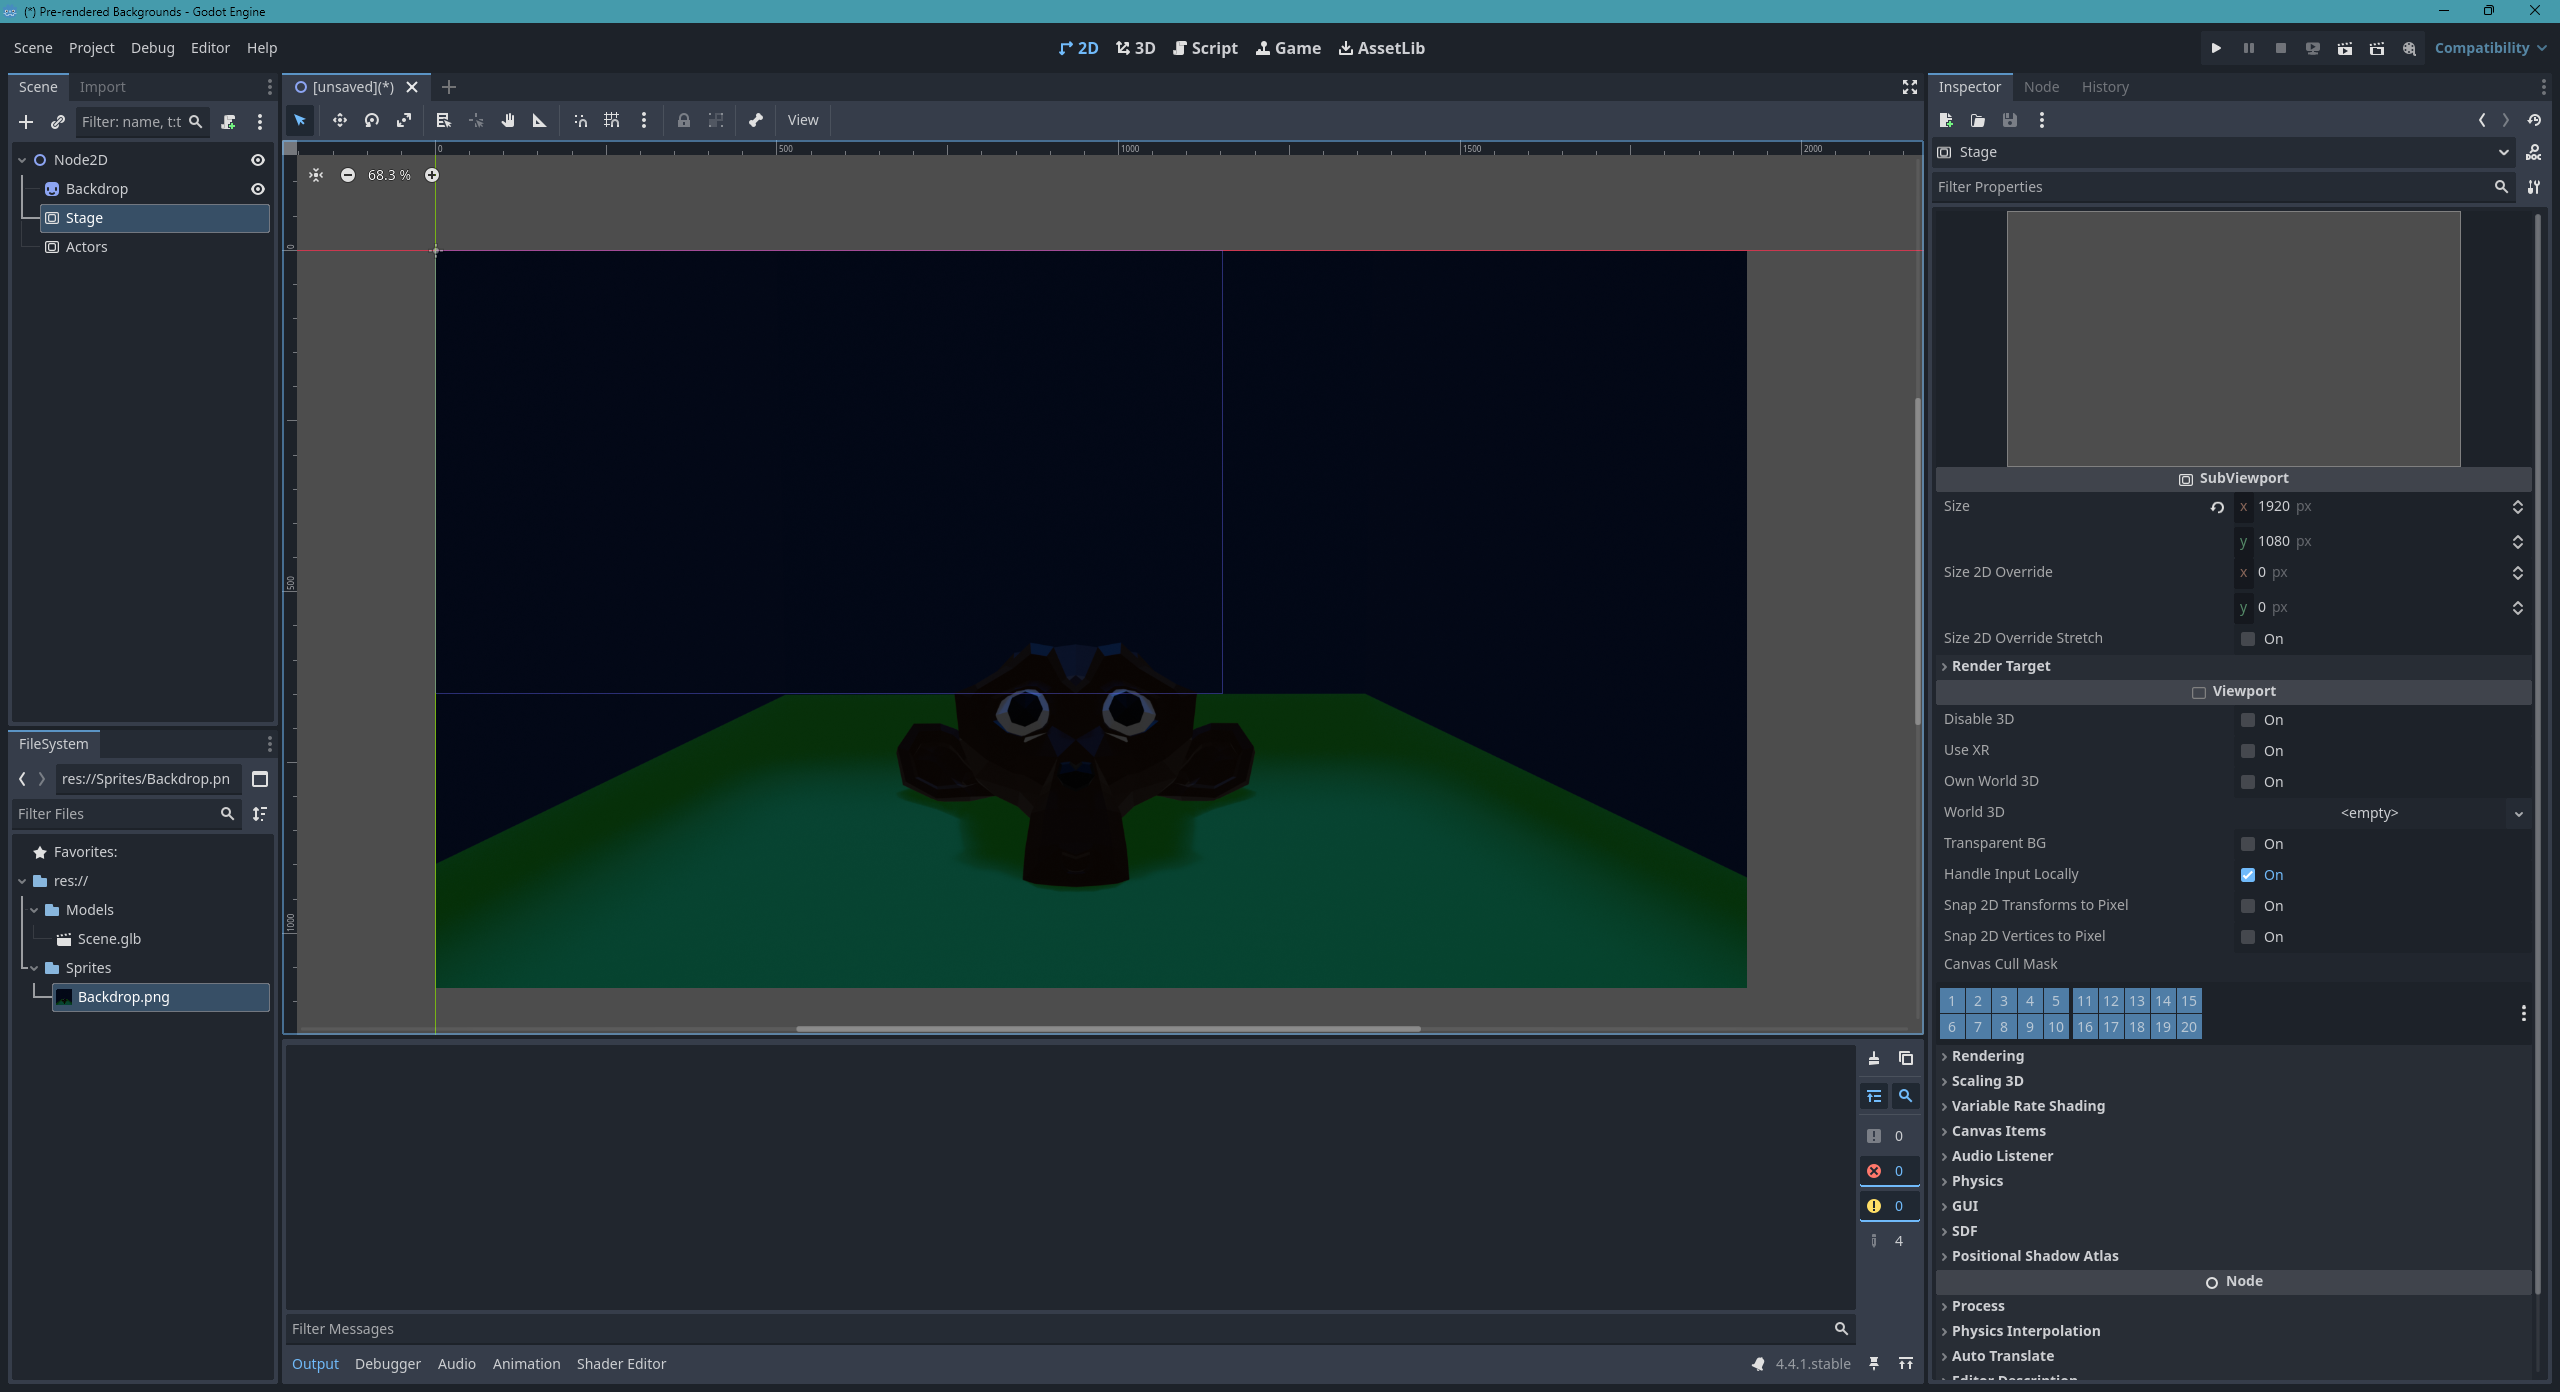 (*) Pre-rendered Backgrounds - Godot Engine
Scene Project Debug Editor Help
2D 3D Script Game AssetLib
Compatibility
Scene Import
[unsaved](*)
Inspector Node History
Filter: name, t:t
View
Stage
Filter Properties
Node2D
Backdrop
Stage
Actors
0 500 1000 1500 2000
68.3 %
0
500
1000
SubViewport
Size x 1920 px
y 1080 px
Size 2D Override x 0 px
y 0 px
Size 2D Override Stretch On
Render Target
Viewport
Disable 3D On
Use XR On
Own World 3D On
World 3D <empty>
Transparent BG On
Handle Input Locally On
Snap 2D Transforms to Pixel On
Snap 2D Vertices to Pixel On
Canvas Cull Mask
1 2 3 4 5 11 12 13 14 15
6 7 8 9 10 16 17 18 19 20
Rendering
Scaling 3D
Variable Rate Shading
Canvas Items
Audio Listener
Physics
GUI
SDF
Positional Shadow Atlas
Node
Process
Physics Interpolation
Auto Translate
Editor Description
FileSystem
res://Sprites/Backdrop.pn
Filter Files
Favorites:
res://
Models
Scene.glb
Sprites
Backdrop.png
0
0
0
4
Filter Messages
Output Debugger Audio Animation Shader Editor
4.4.1.stable